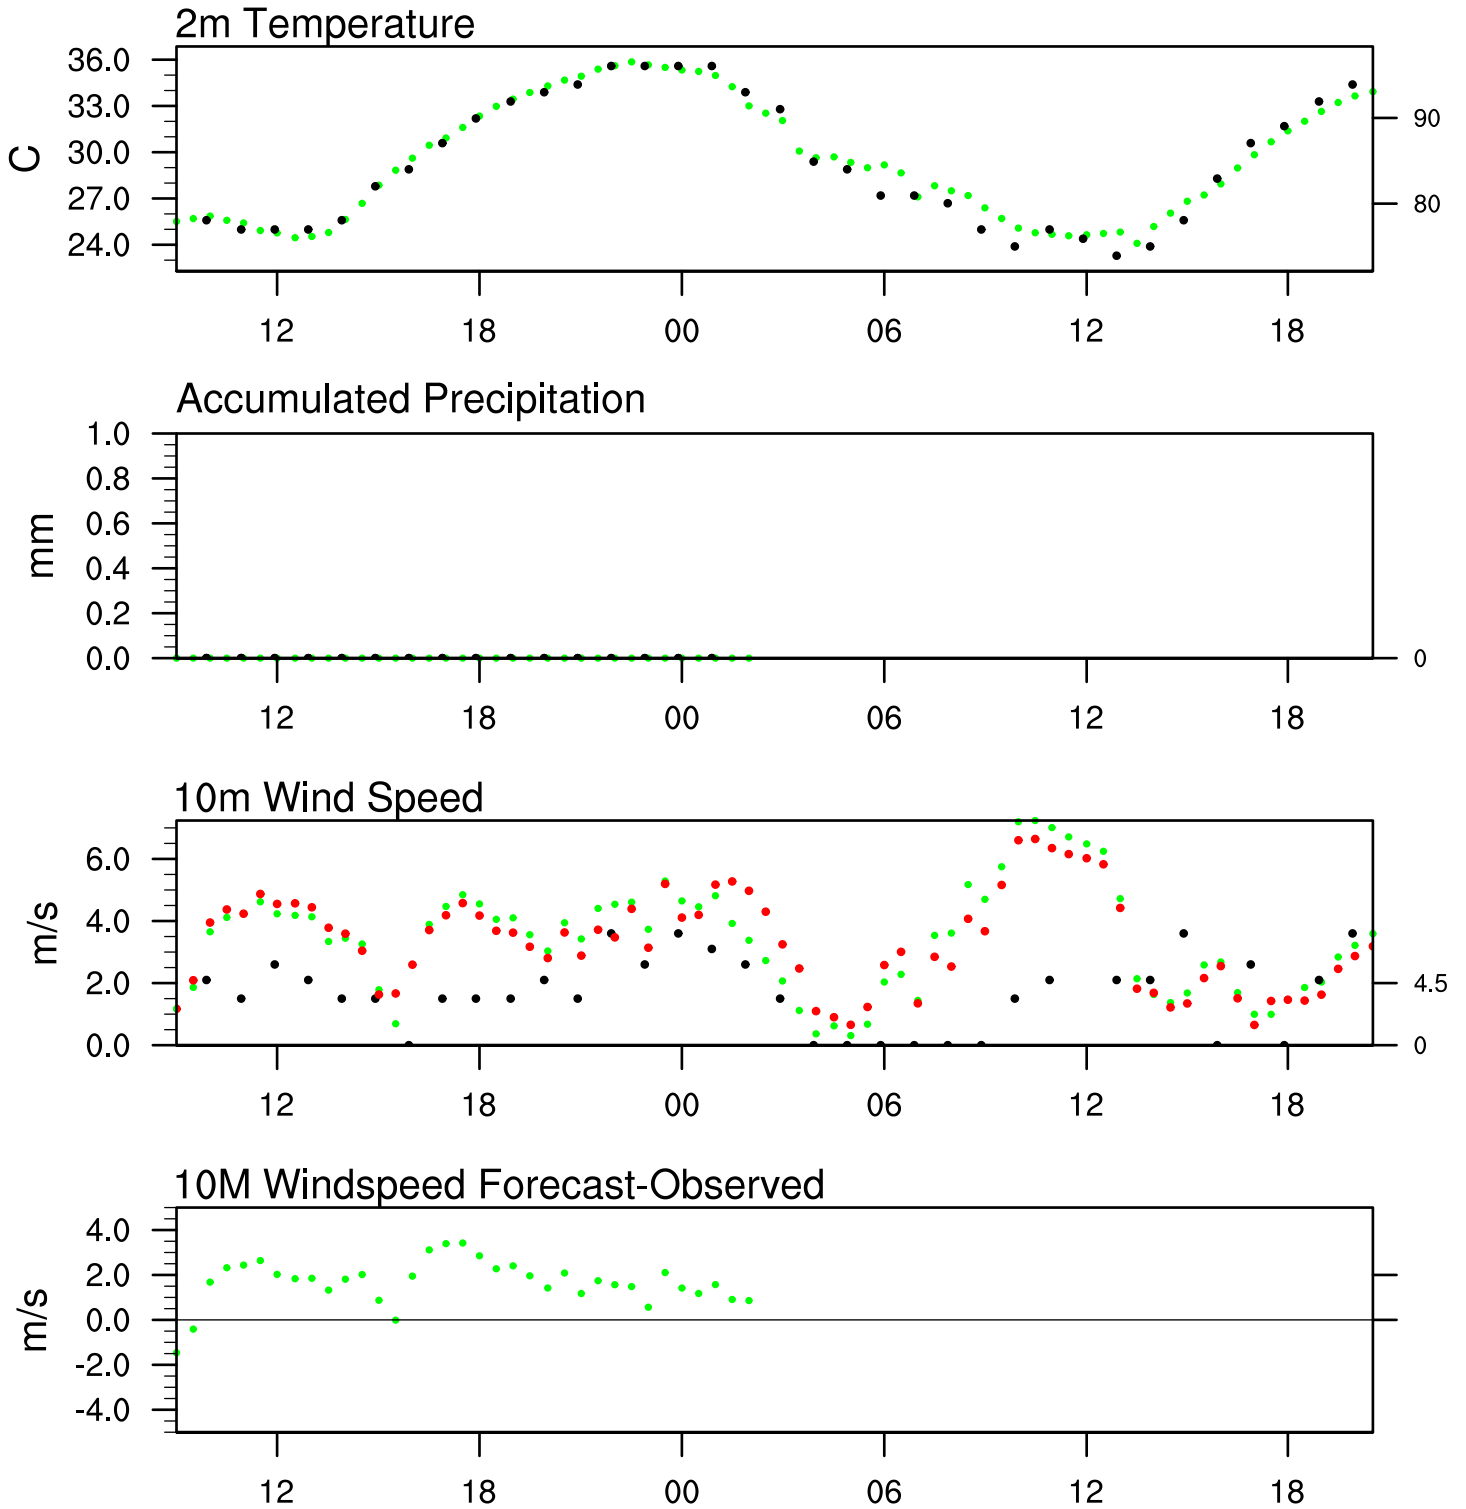 2m Temperature
36.0
33.0
30.0
27.0
24.0
C
90
80
12 18 00 06 12 18
Accumulated Precipitation
1.0
0.8
0.6
0.4
0.2
0.0
mm
0
12 18 00 06 12 18
10m Wind Speed
6.0
4.0
2.0
0.0
m/s
4.5
0
12 18 00 06 12 18
10M Windspeed Forecast-Observed
4.0
2.0
0.0
-2.0
-4.0
m/s
12 18 00 06 12 18